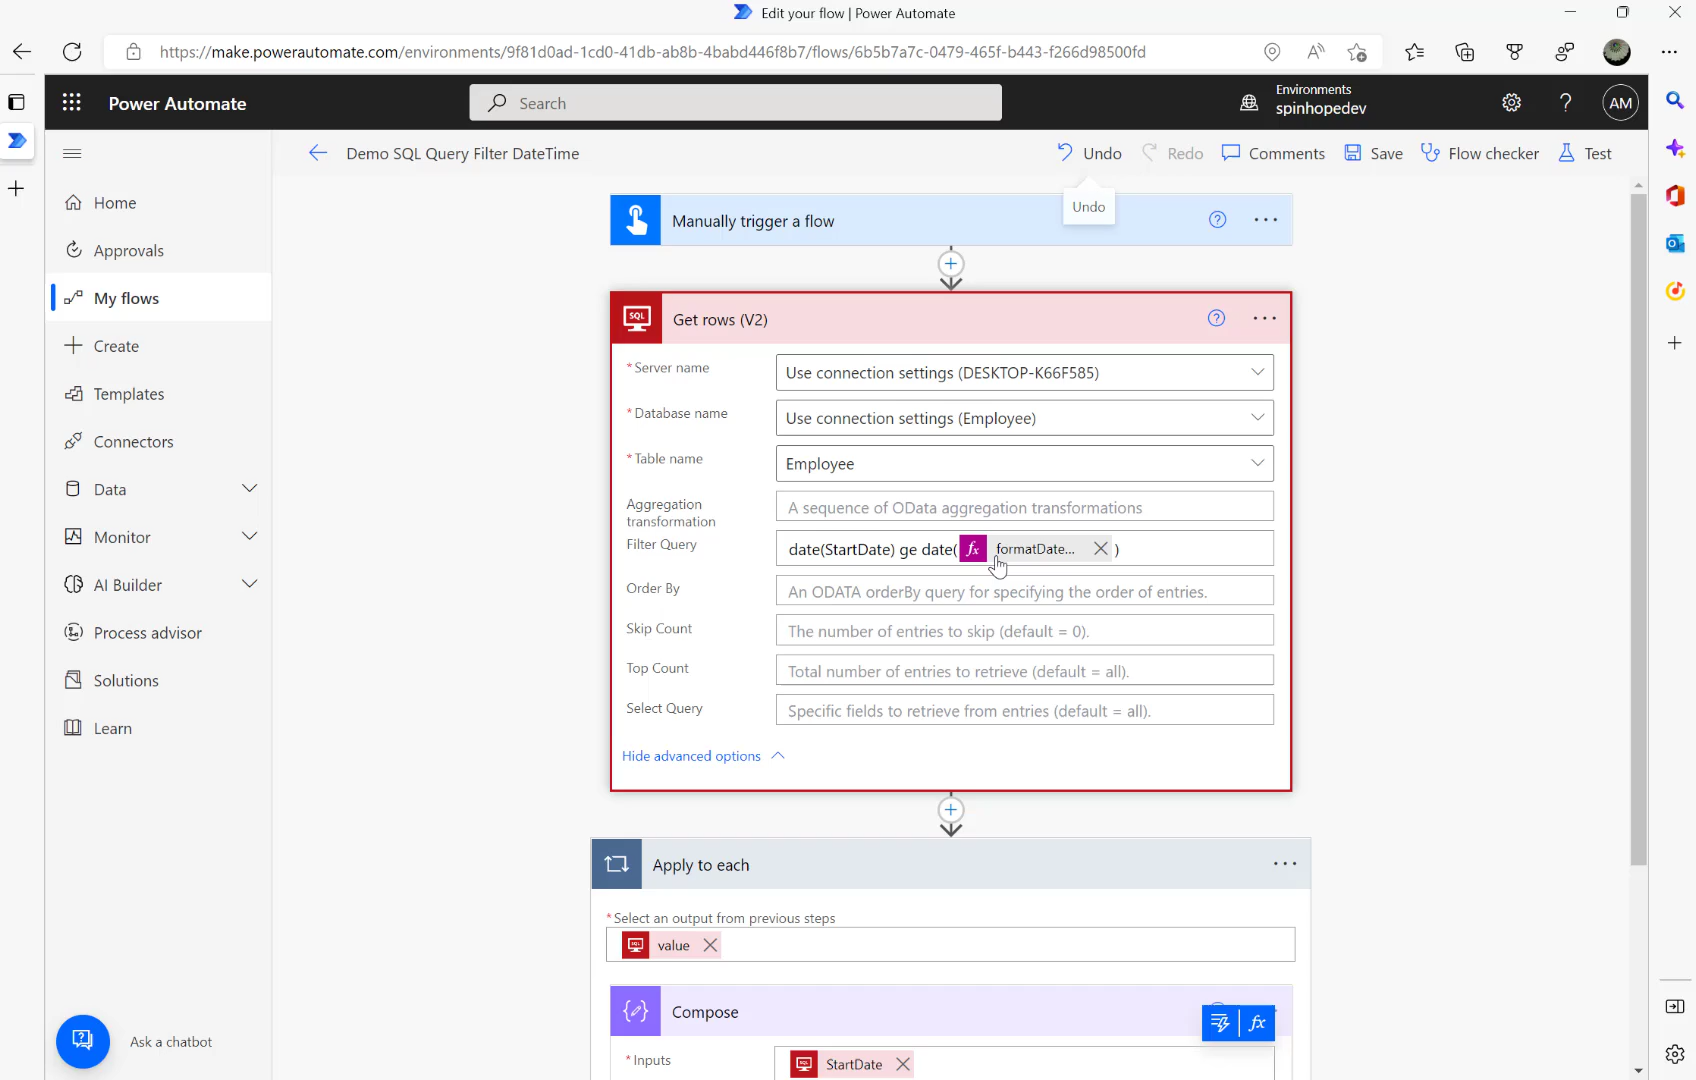 Edit your flow | Power Automate
https://make.powerautomate.com/environments/9f81d0ad-1cd0-41db-ab8b-4babd446f8b7/flows/6b5b7a7c-0479-465f-b443-f266d98500fd
Power Automate
Search
Environments
spinhopedev
AM
Demo SQL Query Filter DateTime
Undo
Redo
Comments
Save
Flow checker
Test
Undo
Home
Approvals
My flows
Create
Templates
Connectors
Data
Monitor
AI Builder
Process advisor
Solutions
Learn
Ask a chatbot
Manually trigger a flow
SQL
Get rows (V2)
* Server name
Use connection settings (DESKTOP-K66F585)
* Database name
Use connection settings (Employee)
* Table name
Employee
Aggregation
transformation
A sequence of OData aggregation transformations
Filter Query
date(StartDate) ge date( fx formatDate... )
Order By
An ODATA orderBy query for specifying the order of entries.
Skip Count
The number of entries to skip (default = 0).
Top Count
Total number of entries to retrieve (default = all).
Select Query
Specific fields to retrieve from entries (default = all).
Hide advanced options
Apply to each
* Select an output from previous steps
SQL value
Compose
fx
* Inputs
SQL StartDate